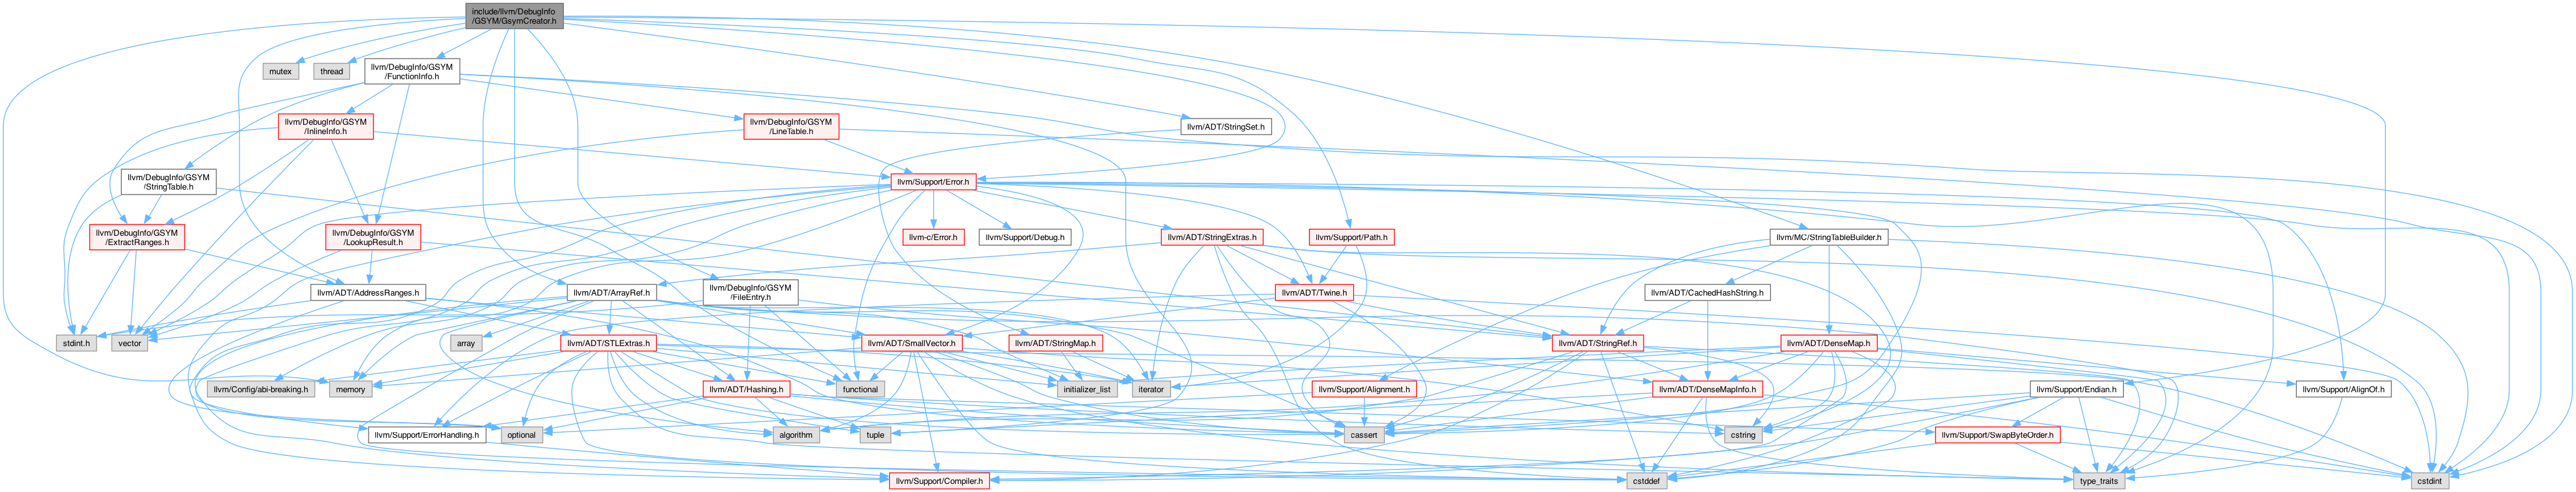 include/llvm/DebugInfo
/GSYM/GsymCreator.h
mutex
thread
llvm/DebugInfo/GSYM
/FunctionInfo.h
llvm/DebugInfo/GSYM
/InlineInfo.h
llvm/DebugInfo/GSYM
/LineTable.h
llvm/ADT/StringSet.h
llvm/DebugInfo/GSYM
/StringTable.h
llvm/Support/Error.h
llvm/DebugInfo/GSYM
/ExtractRanges.h
llvm/DebugInfo/GSYM
/LookupResult.h
llvm-c/Error.h
llvm/Support/Debug.h
llvm/ADT/StringExtras.h
llvm/Support/Path.h
llvm/MC/StringTableBuilder.h
llvm/ADT/AddressRanges.h
llvm/ADT/ArrayRef.h
llvm/DebugInfo/GSYM
/FileEntry.h
llvm/ADT/Twine.h
llvm/ADT/CachedHashString.h
stdint.h
vector
array
llvm/ADT/STLExtras.h
llvm/ADT/SmallVector.h
llvm/ADT/StringMap.h
llvm/ADT/StringRef.h
llvm/ADT/DenseMap.h
llvm/Config/abi-breaking.h
memory
llvm/ADT/Hashing.h
functional
initializer_list
iterator
llvm/Support/Alignment.h
llvm/ADT/DenseMapInfo.h
llvm/Support/Endian.h
llvm/Support/AlignOf.h
llvm/Support/ErrorHandling.h
optional
algorithm
tuple
cassert
cstring
llvm/Support/SwapByteOrder.h
llvm/Support/Compiler.h
cstddef
type_traits
cstdint